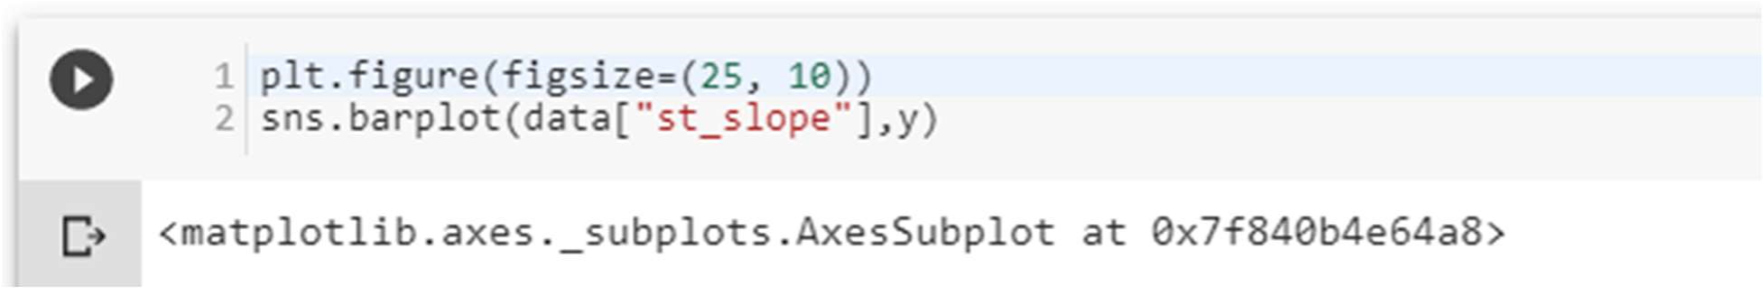 1 plt.figure(figsize=(25, 10))
2 sns.barplot(data["st_slope"],y)
<matplotlib.axes._subplots.AxesSubplot at 0x7f840b4e64a8>